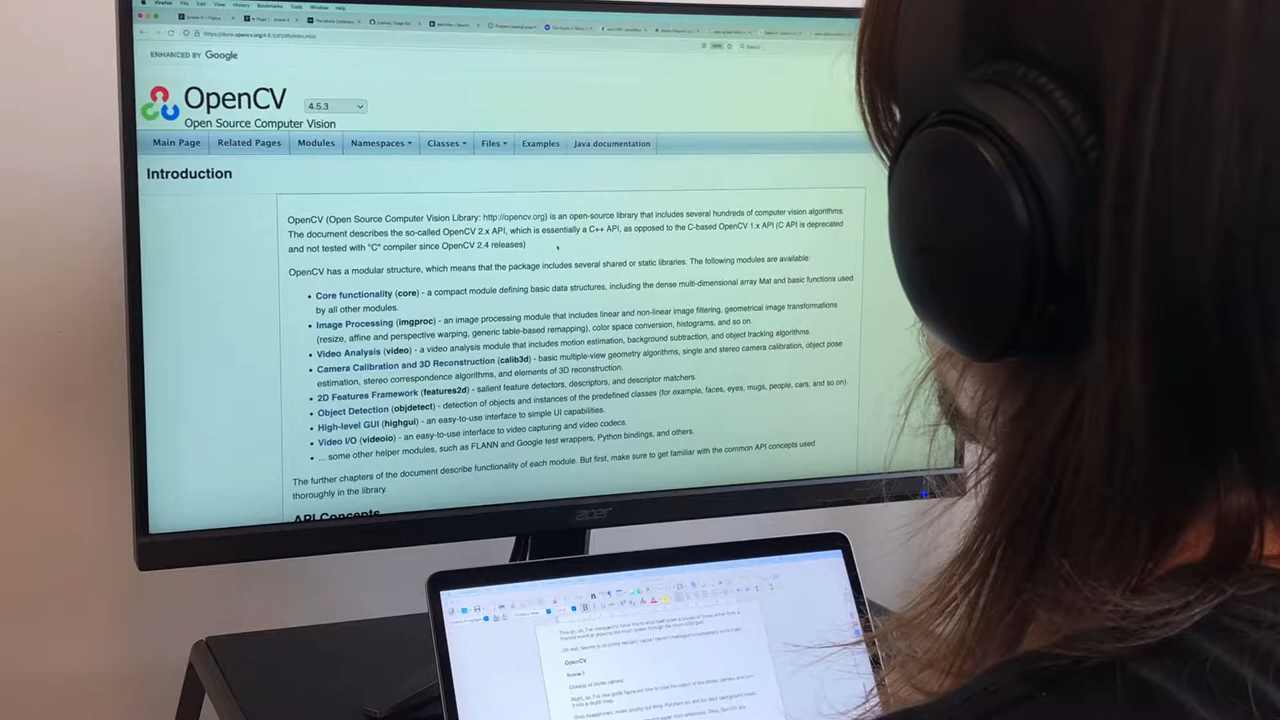 Firefox File Edit View History Bookmarks Tools Window Help
ENHANCED BY Google
OpenCV 4.5.3
Open Source Computer Vision
Main Page Related Pages Modules Namespaces Classes Files Examples Java documentation
Introduction
OpenCV (Open Source Computer Vision Library: http://opencv.org) is an open-source library that includes several hundreds of computer vision algorithms.
The document describes the so-called OpenCV 2.x API, which is essentially a C++ API, as opposed to the C-based OpenCV 1.x API (C API is deprecated
and not tested with "C" compiler since OpenCV 2.4 releases)
OpenCV has a modular structure, which means that the package includes several shared or static libraries. The following modules are available:
• Core functionality (core) - a compact module defining basic data structures, including the dense multi-dimensional array Mat and basic functions used
by all other modules.
• Image Processing (imgproc) - an image processing module that includes linear and non-linear image filtering, geometrical image transformations
(resize, affine and perspective warping, generic table-based remapping), color space conversion, histograms, and so on.
• Video Analysis (video) - a video analysis module that includes motion estimation, background subtraction, and object tracking algorithms.
• Camera Calibration and 3D Reconstruction (calib3d) - basic multiple-view geometry algorithms, single and stereo camera calibration, object pose
estimation, stereo correspondence algorithms, and elements of 3D reconstruction.
• 2D Features Framework (features2d) - salient feature detectors, descriptors, and descriptor matchers.
• Object Detection (objdetect) - detection of objects and instances of the predefined classes (for example, faces, eyes, mugs, people, cars, and so on).
• High-level GUI (highgui) - an easy-to-use interface to simple UI capabilities.
• Video I/O (videoio) - an easy-to-use interface to video capturing and video codecs.
• ... some other helper modules, such as FLANN and Google test wrappers, Python bindings, and others.
The further chapters of the document describe functionality of each module. But first, make sure to get familiar with the common API concepts used
thoroughly in the library.
API Concepts
acer
OpenCV
Scene 7